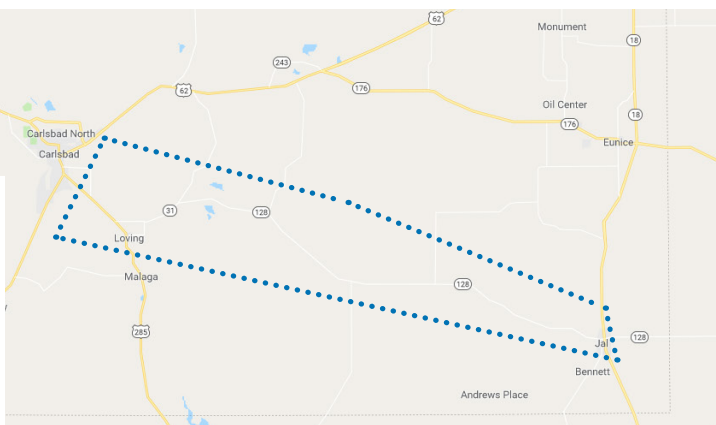 62
Monument
18
243
62
176
Oil Center
18
176
Carlsbad North
Eunice
Carlsbad
31
128
Loving
Malaga
128
285
Jal
128
Bennett
Andrews Place